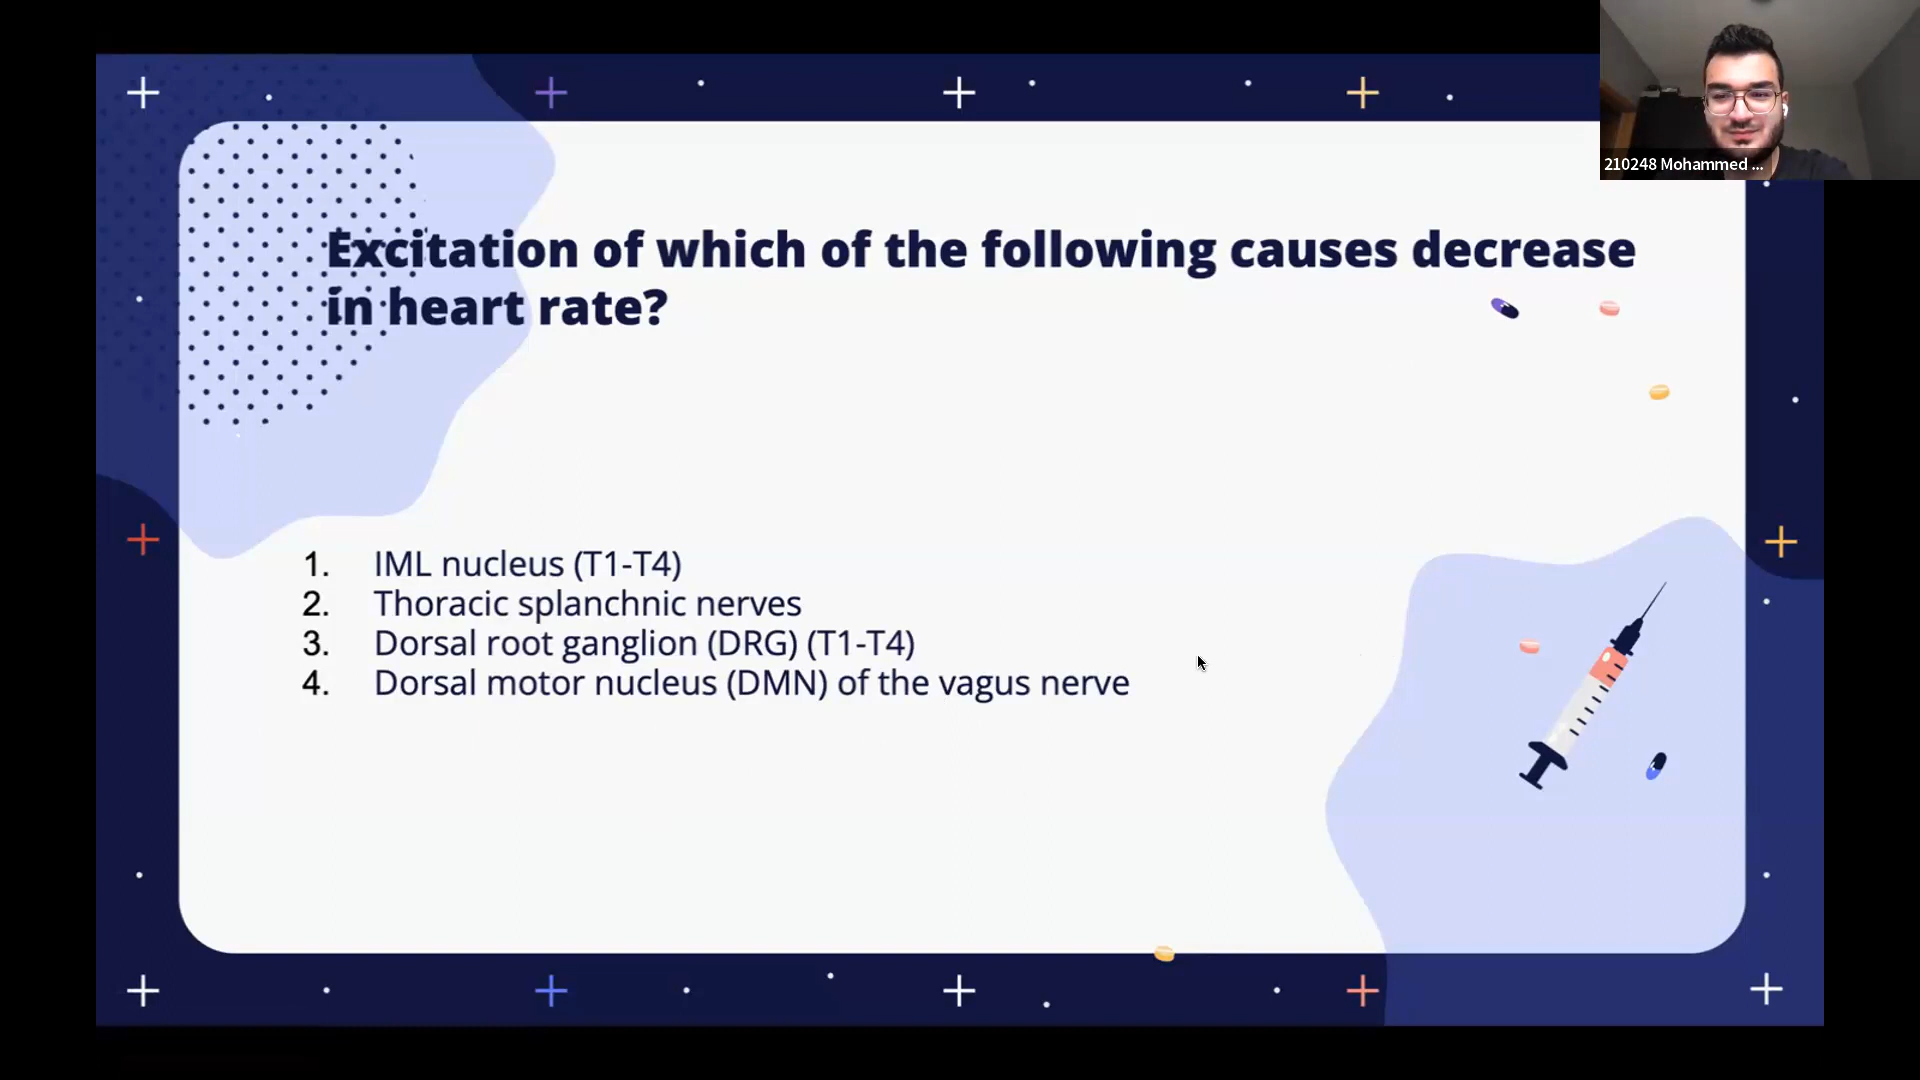 210248 Mohammed ...
Excitation of which of the following causes decrease
in heart rate?
1. IML nucleus (T1-T4)
2. Thoracic splanchnic nerves
3. Dorsal root ganglion (DRG) (T1-T4)
4. Dorsal motor nucleus (DMN) of the vagus nerve